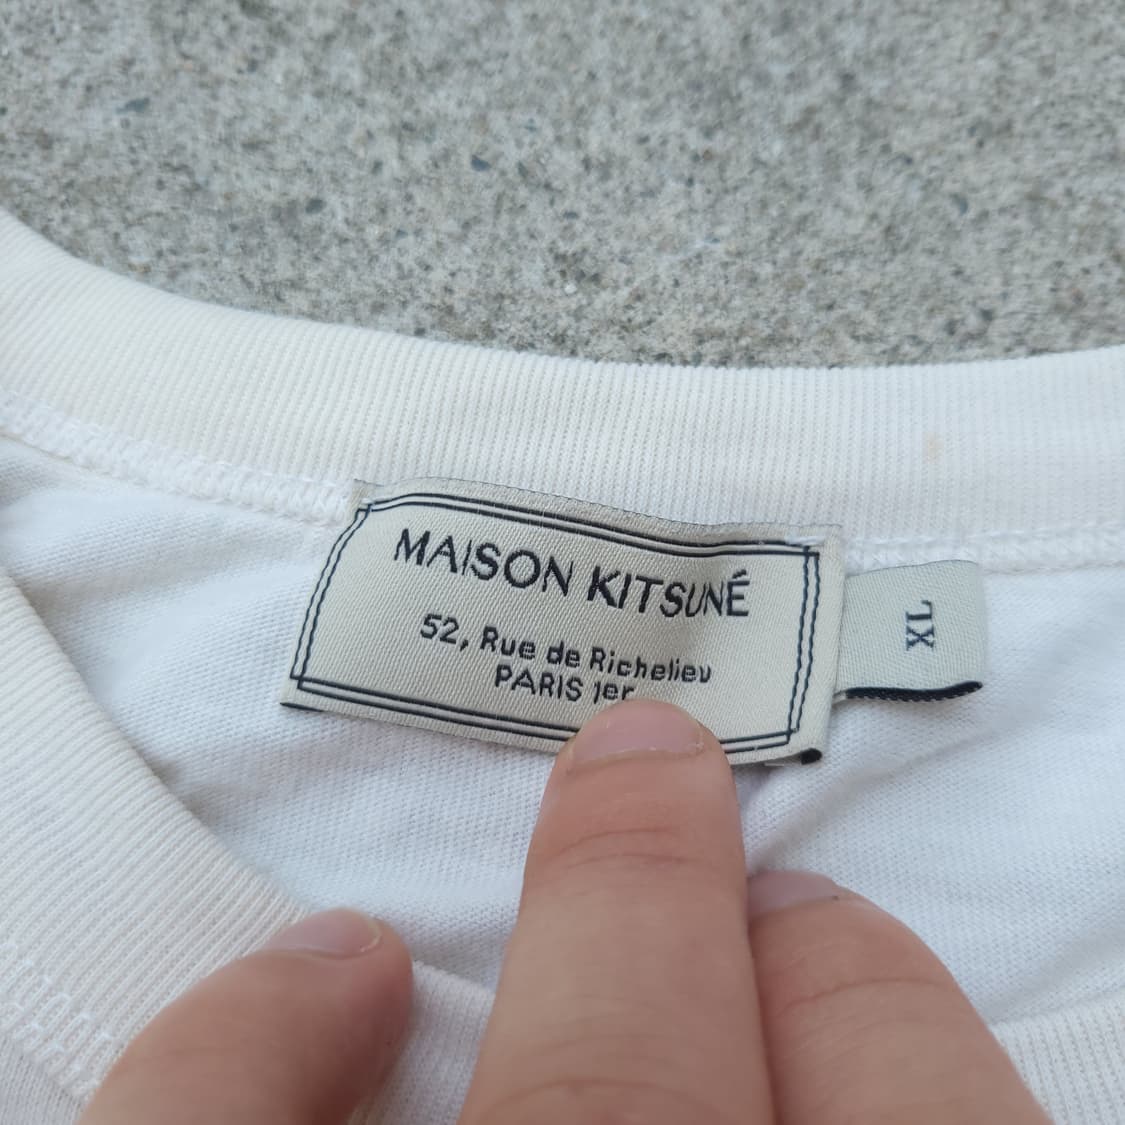 MAISON KITSUNÉ
52, Rue de Richelieu
PARIS 1er
XL